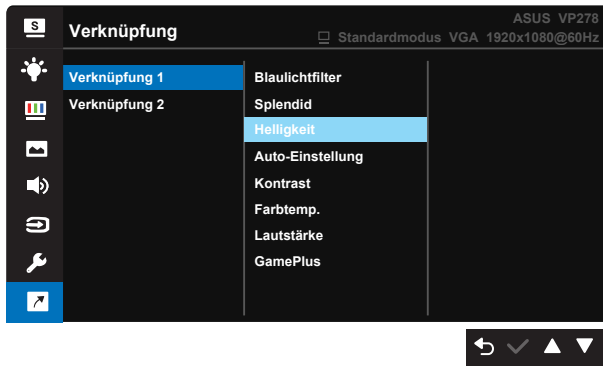 S
Verknüpfung
ASUS VP278
Standardmodus VGA 1920x1080@60Hz
Verknüpfung 1
Verknüpfung 2
Blaulichtfilter
Splendid
Helligkeit
Auto-Einstellung
Kontrast
Farbtemp.
Lautstärke
GamePlus